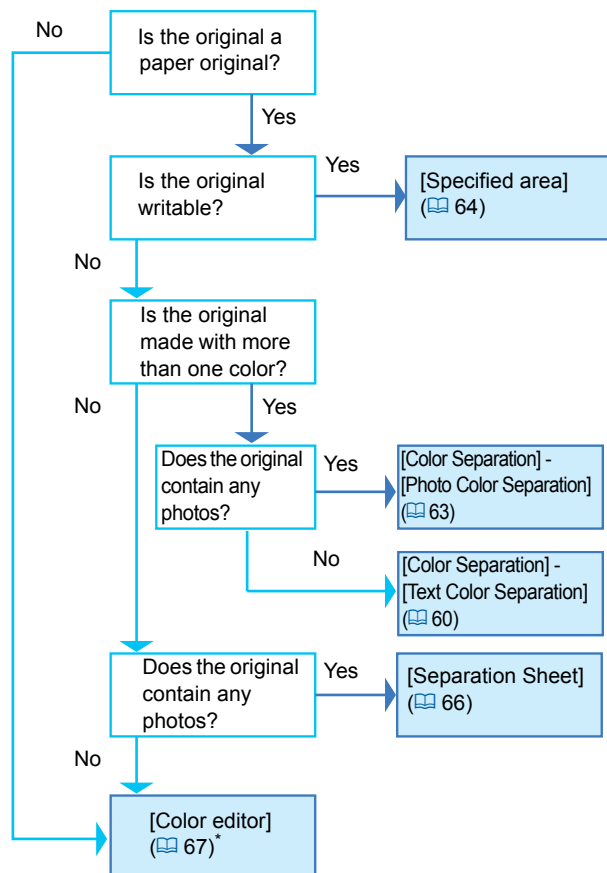 No
Is the original a
paper original?
Yes
Is the original
writable?
Yes
[Specified area]
( 64)
No
Is the original
made with more
than one color?
No
Yes
Does the original
contain any
photos?
Yes
[Color Separation] -
[Photo Color Separation]
( 63)
No
[Color Separation] -
[Text Color Separation]
( 60)
Does the original
contain any
photos?
Yes
[Separation Sheet]
( 66)
No
[Color editor]
( 67)*